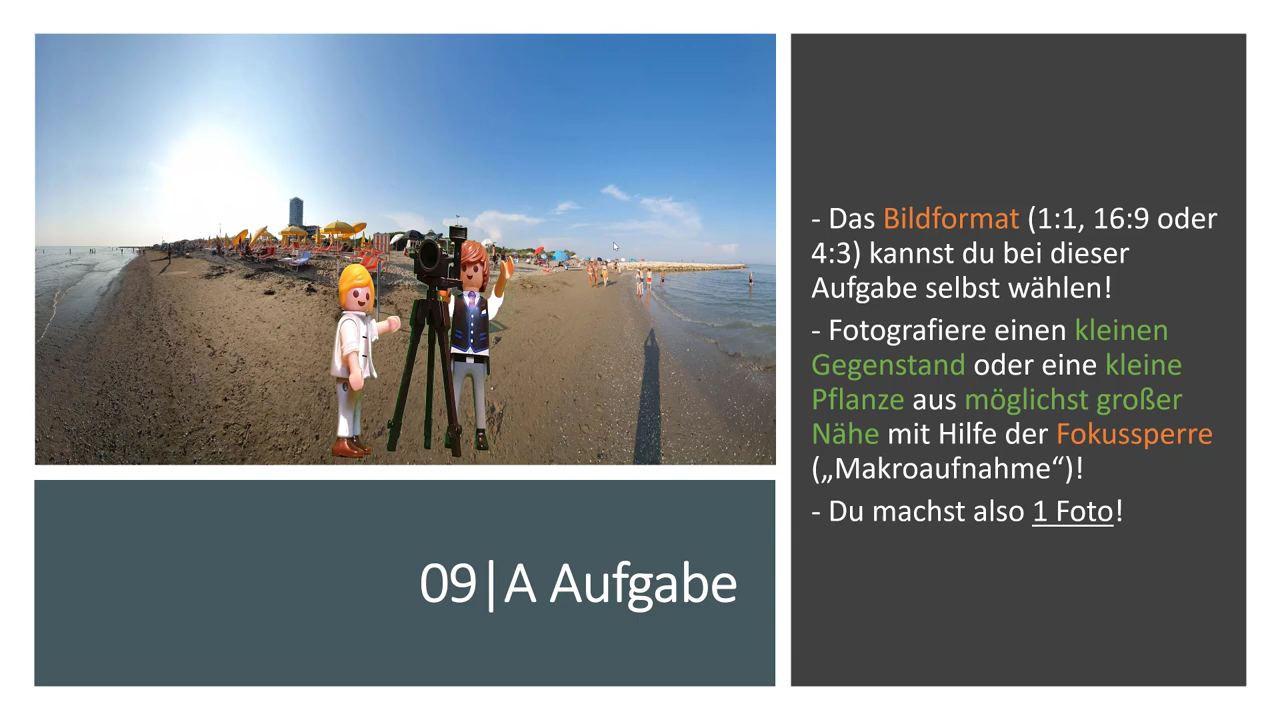 - Das Bildformat (1:1, 16:9 oder
4:3) kannst du bei dieser
Aufgabe selbst wählen!
- Fotografiere einen kleinen
Gegenstand oder eine kleine
Pflanze aus möglichst großer
Nähe mit Hilfe der Fokussperre
(„Makroaufnahme“)!
- Du machst also 1 Foto!
09|A Aufgabe